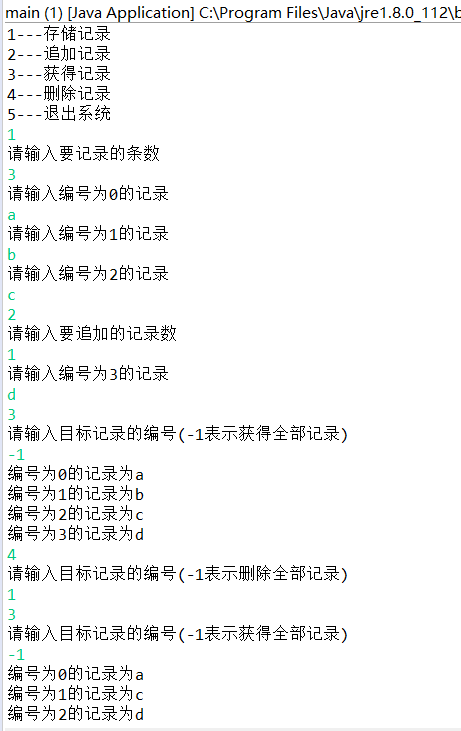 main (1) [Java Application] C:\Program Files\Java\jre1.8.0_112\b
1---存储记录
2---追加记录
3---获得记录
4---删除记录
5---退出系统
1
请输入要记录的条数
3
请输入编号为0的记录
a
请输入编号为1的记录
b
请输入编号为2的记录
c
2
请输入要追加的记录数
1
请输入编号为3的记录
d
3
请输入目标记录的编号(-1表示获得全部记录)
-1
编号为0的记录为a
编号为1的记录为b
编号为2的记录为c
编号为3的记录为d
4
请输入目标记录的编号(-1表示删除全部记录)
1
3
请输入目标记录的编号(-1表示获得全部记录)
-1
编号为0的记录为a
编号为1的记录为c
编号为2的记录为d